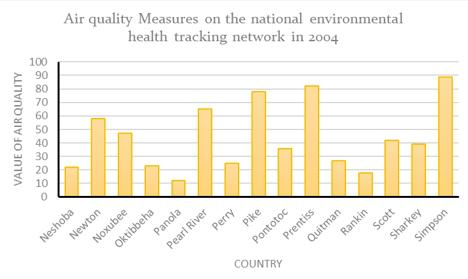 Air quality Measures on the national environmental
health tracking network in 2004
VALUE OF AIR QUALITY
100
90
80
70
60
50
40
30
20
10
0
Neshoba
Newton
Noxubee
Oktibbeha
Panola
Pearl River
Perry
Pike
Pontotoc
Prentiss
Quitman
Rankin
Scott
Sharkey
Simpson
COUNTRY